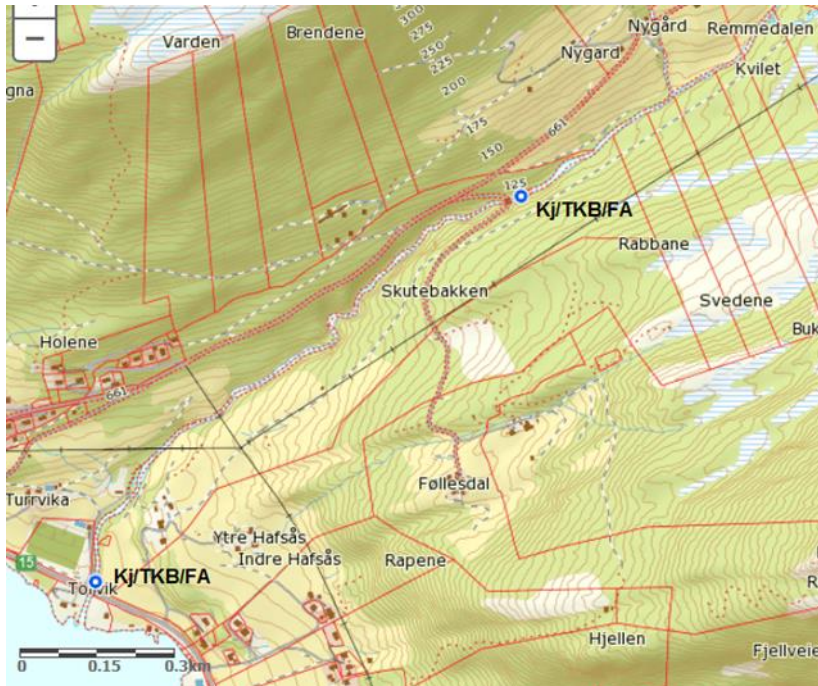 −
Varden
Brendene
300
275
250
225
200
175
150
125
Nygård
Nygard
Remmedalen
Kvilet
gna
661
Kj/TKB/FA
Rabbane
Skutebakken
Svedene
Buk
Holene
661
Føllesdal
Turrvika
Ytre Hafsås
Indre Hafsås
Rapene
15
Kj/TKB/FA
Hjellen
Fjellveie
0 0.15 0.3km